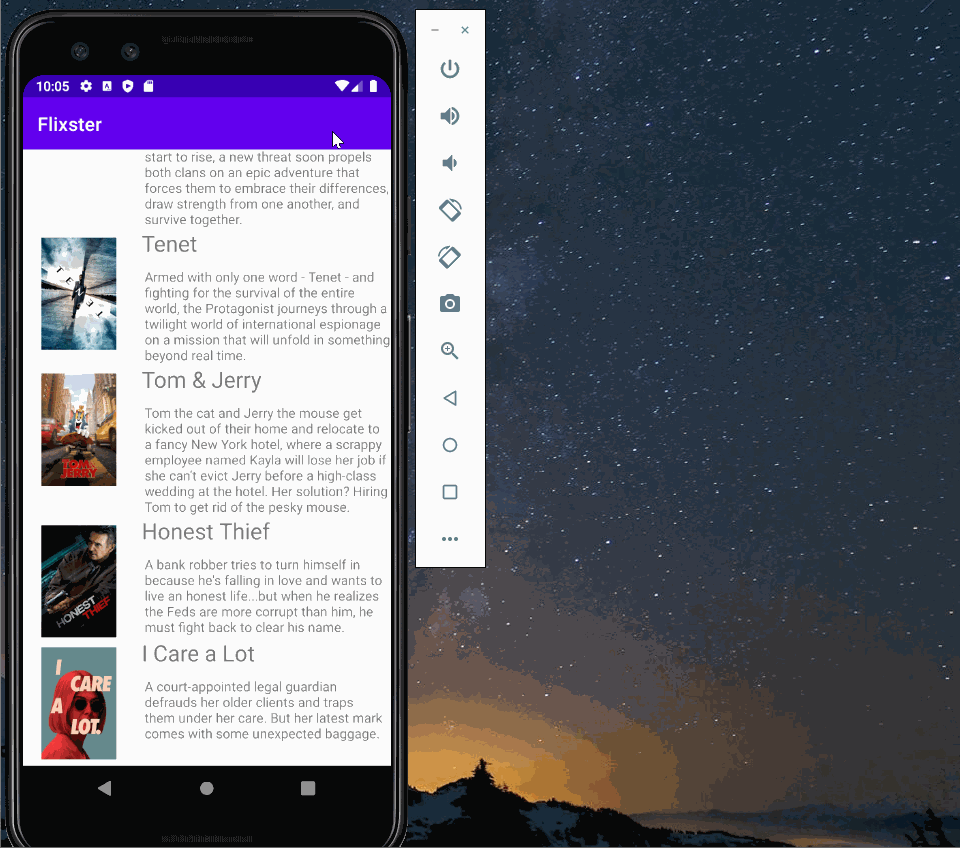 10:05
Flixster
start to rise, a new threat soon propels
both clans on an epic adventure that
forces them to embrace their differences,
draw strength from one another, and
survive together.
Tenet
TENET
Armed with only one word - Tenet - and
fighting for the survival of the entire
world, the Protagonist journeys through a
twilight world of international espionage
on a mission that will unfold in something
beyond real time.
Tom & Jerry
TOM
JERRY
Tom the cat and Jerry the mouse get
kicked out of their home and relocate to
a fancy New York hotel, where a scrappy
employee named Kayla will lose her job if
she can't evict Jerry before a high-class
wedding at the hotel. Her solution? Hiring
Tom to get rid of the pesky mouse.
Honest Thief
HONEST
THIEF
A bank robber tries to turn himself in
because he's falling in love and wants to
live an honest life...but when he realizes
the Feds are more corrupt than him, he
must fight back to clear his name.
I Care a Lot
I
CARE
A
LOT.
A court-appointed legal guardian
defrauds her older clients and traps
them under her care. But her latest mark
comes with some unexpected baggage.